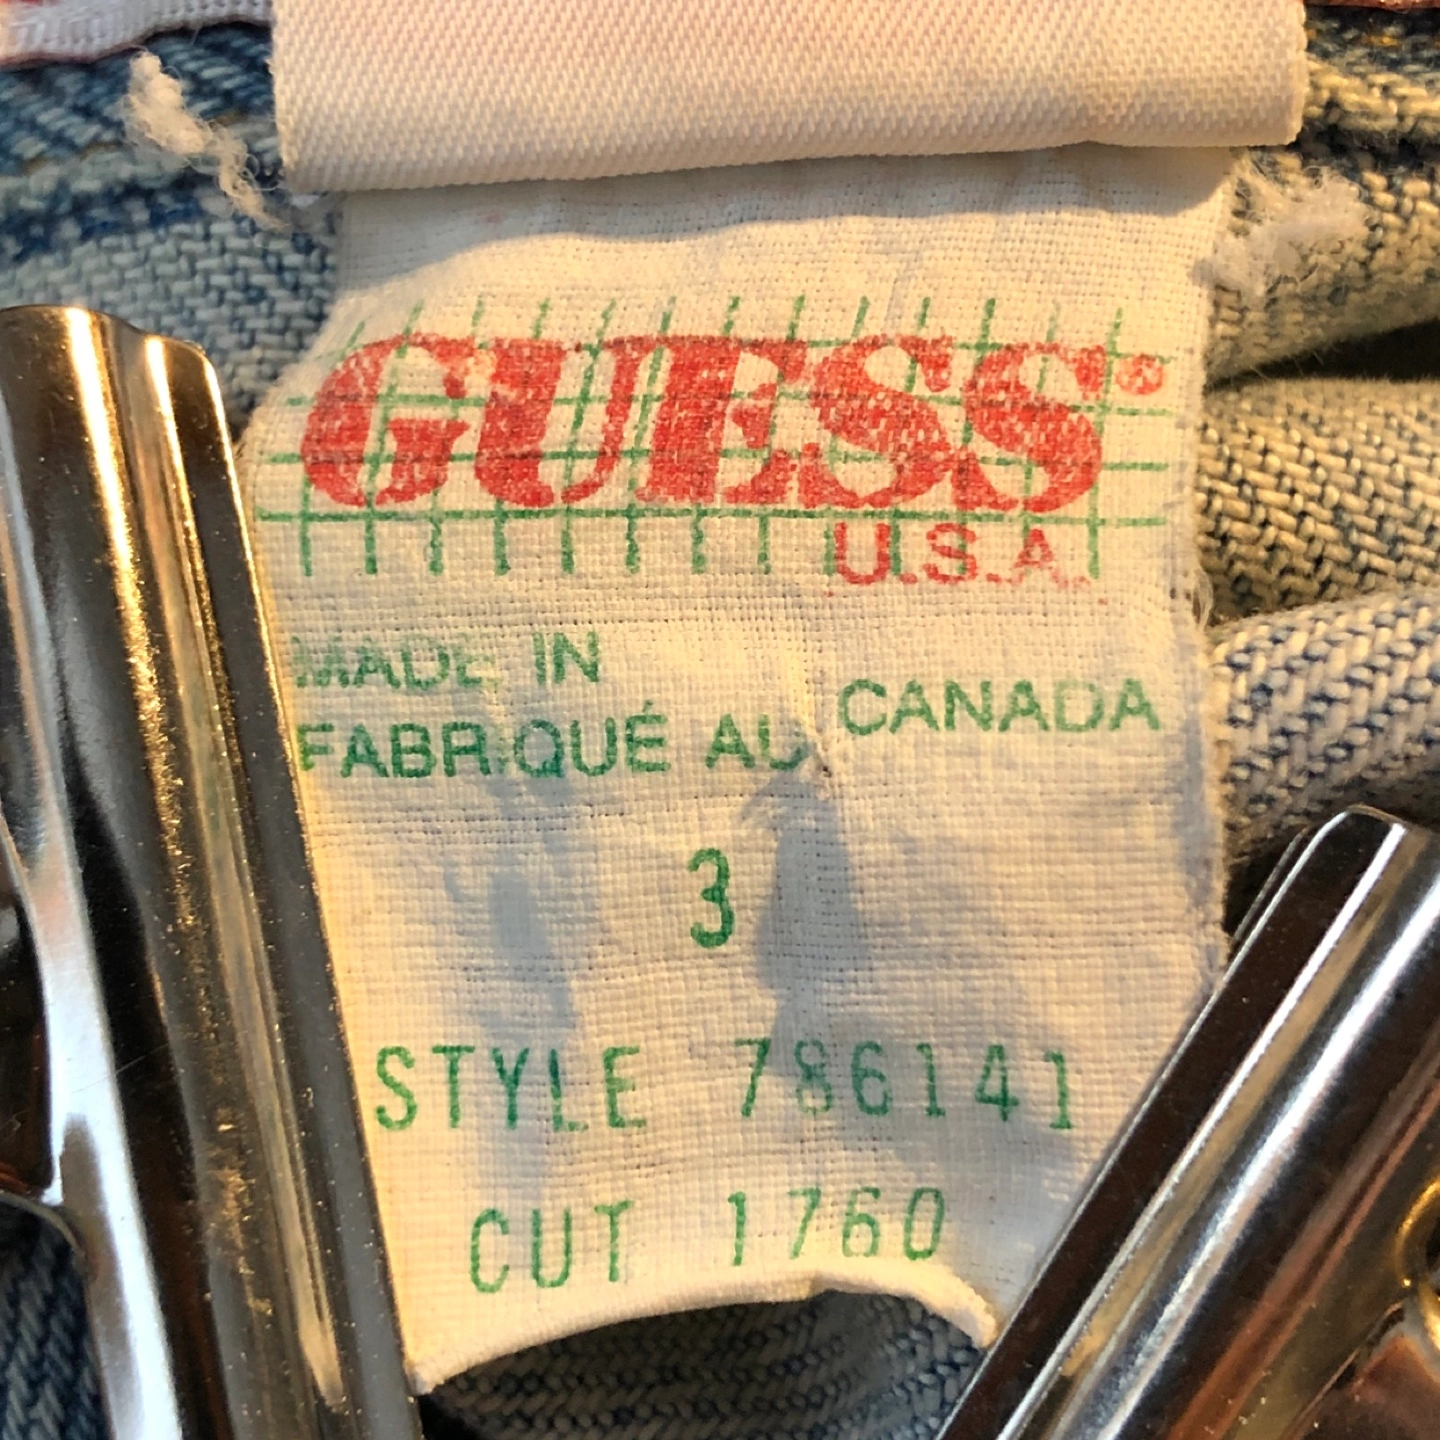 GUESS®
U.S.A.
MADE IN
FABRIQUÉ AU CANADA
3
STYLE 786141
CUT 1760